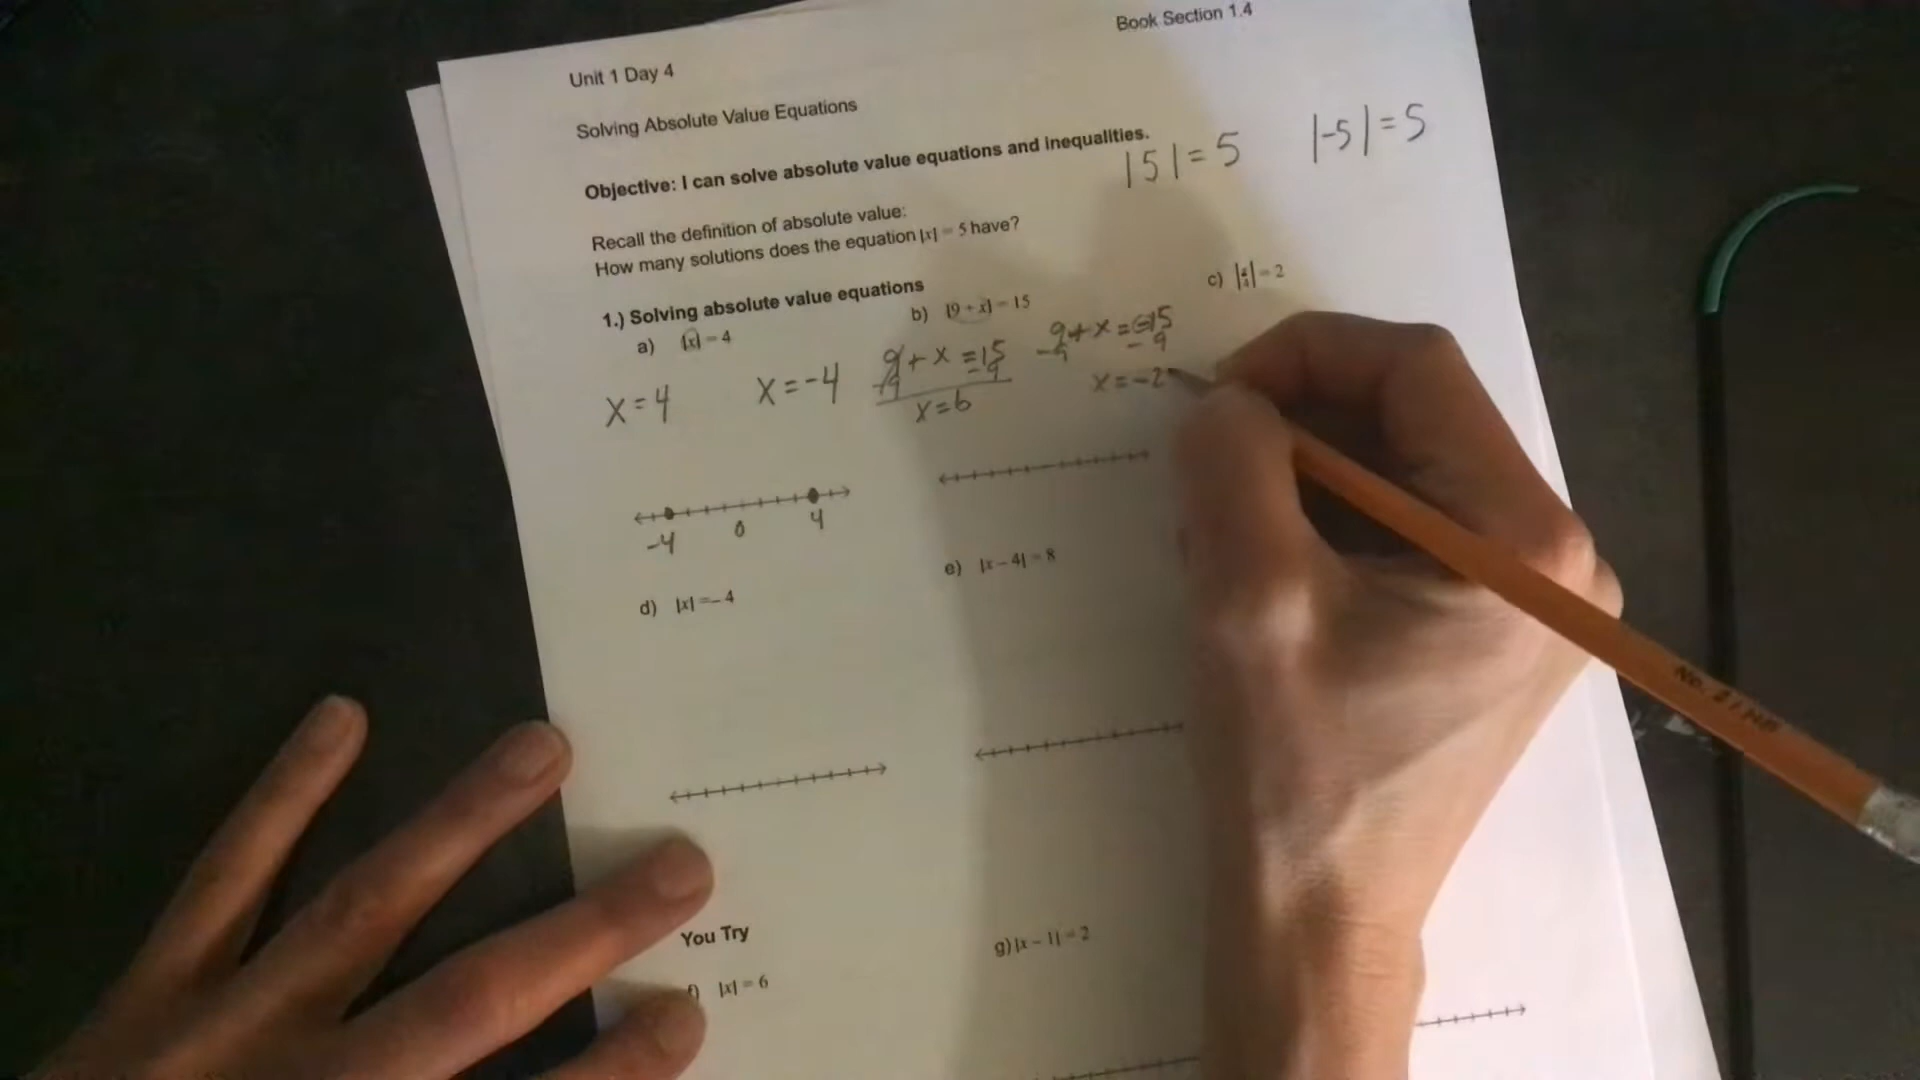 Book Section 1.4
Unit 1 Day 4
Solving Absolute Value Equations
Objective: I can solve absolute value equations and inequalities.
|5| = 5
|-5| = 5
Recall the definition of absolute value:
How many solutions does the equation |x| = 5 have?
1.) Solving absolute value equations
a) |x| = 4
b) |9 + x| = 15
c) = 2
x = 4
x = -4
9 + x = 15
-9 -9
x = 6
9 + x = -15
-9 -9
x = -2
-4 0 4
d) |x| = -4
e) |x - 4| = 8
You Try
f) |x| = 6
g) |x - 1| = 2